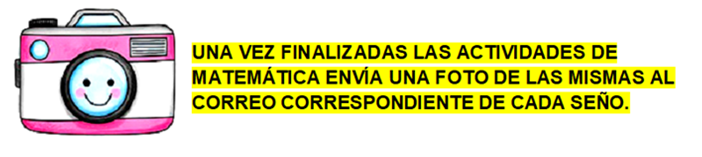 UNA VEZ FINALIZADAS LAS ACTIVIDADES DE
MATEMÁTICA ENVÍA UNA FOTO DE LAS MISMAS AL
CORREO CORRESPONDIENTE DE CADA SEÑO.